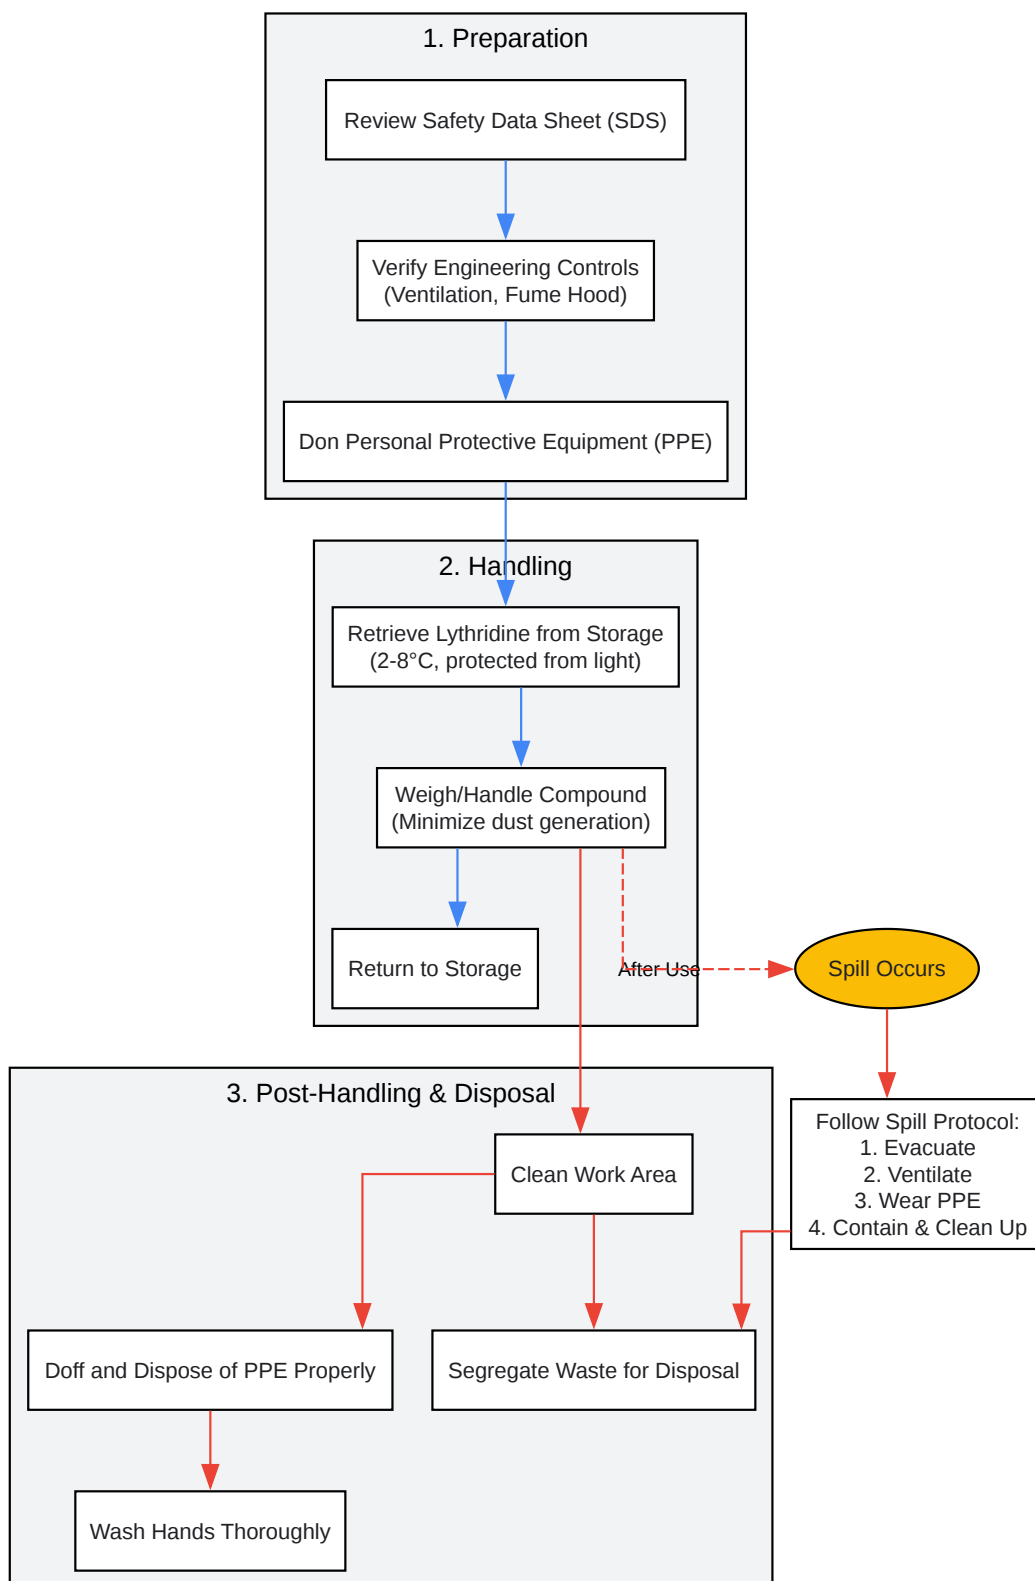 1. Preparation
Review Safety Data Sheet (SDS)
Verify Engineering Controls
(Ventilation, Fume Hood)
Don Personal Protective Equipment (PPE)
2. Handling
Retrieve Lythridine from Storage
(2-8°C, protected from light)
Weigh/Handle Compound
(Minimize dust generation)
Return to Storage
After Use
Spill Occurs
3. Post-Handling & Disposal
Follow Spill Protocol:
1. Evacuate
2. Ventilate
3. Wear PPE
4. Contain & Clean Up
Clean Work Area
Doff and Dispose of PPE Properly
Segregate Waste for Disposal
Wash Hands Thoroughly